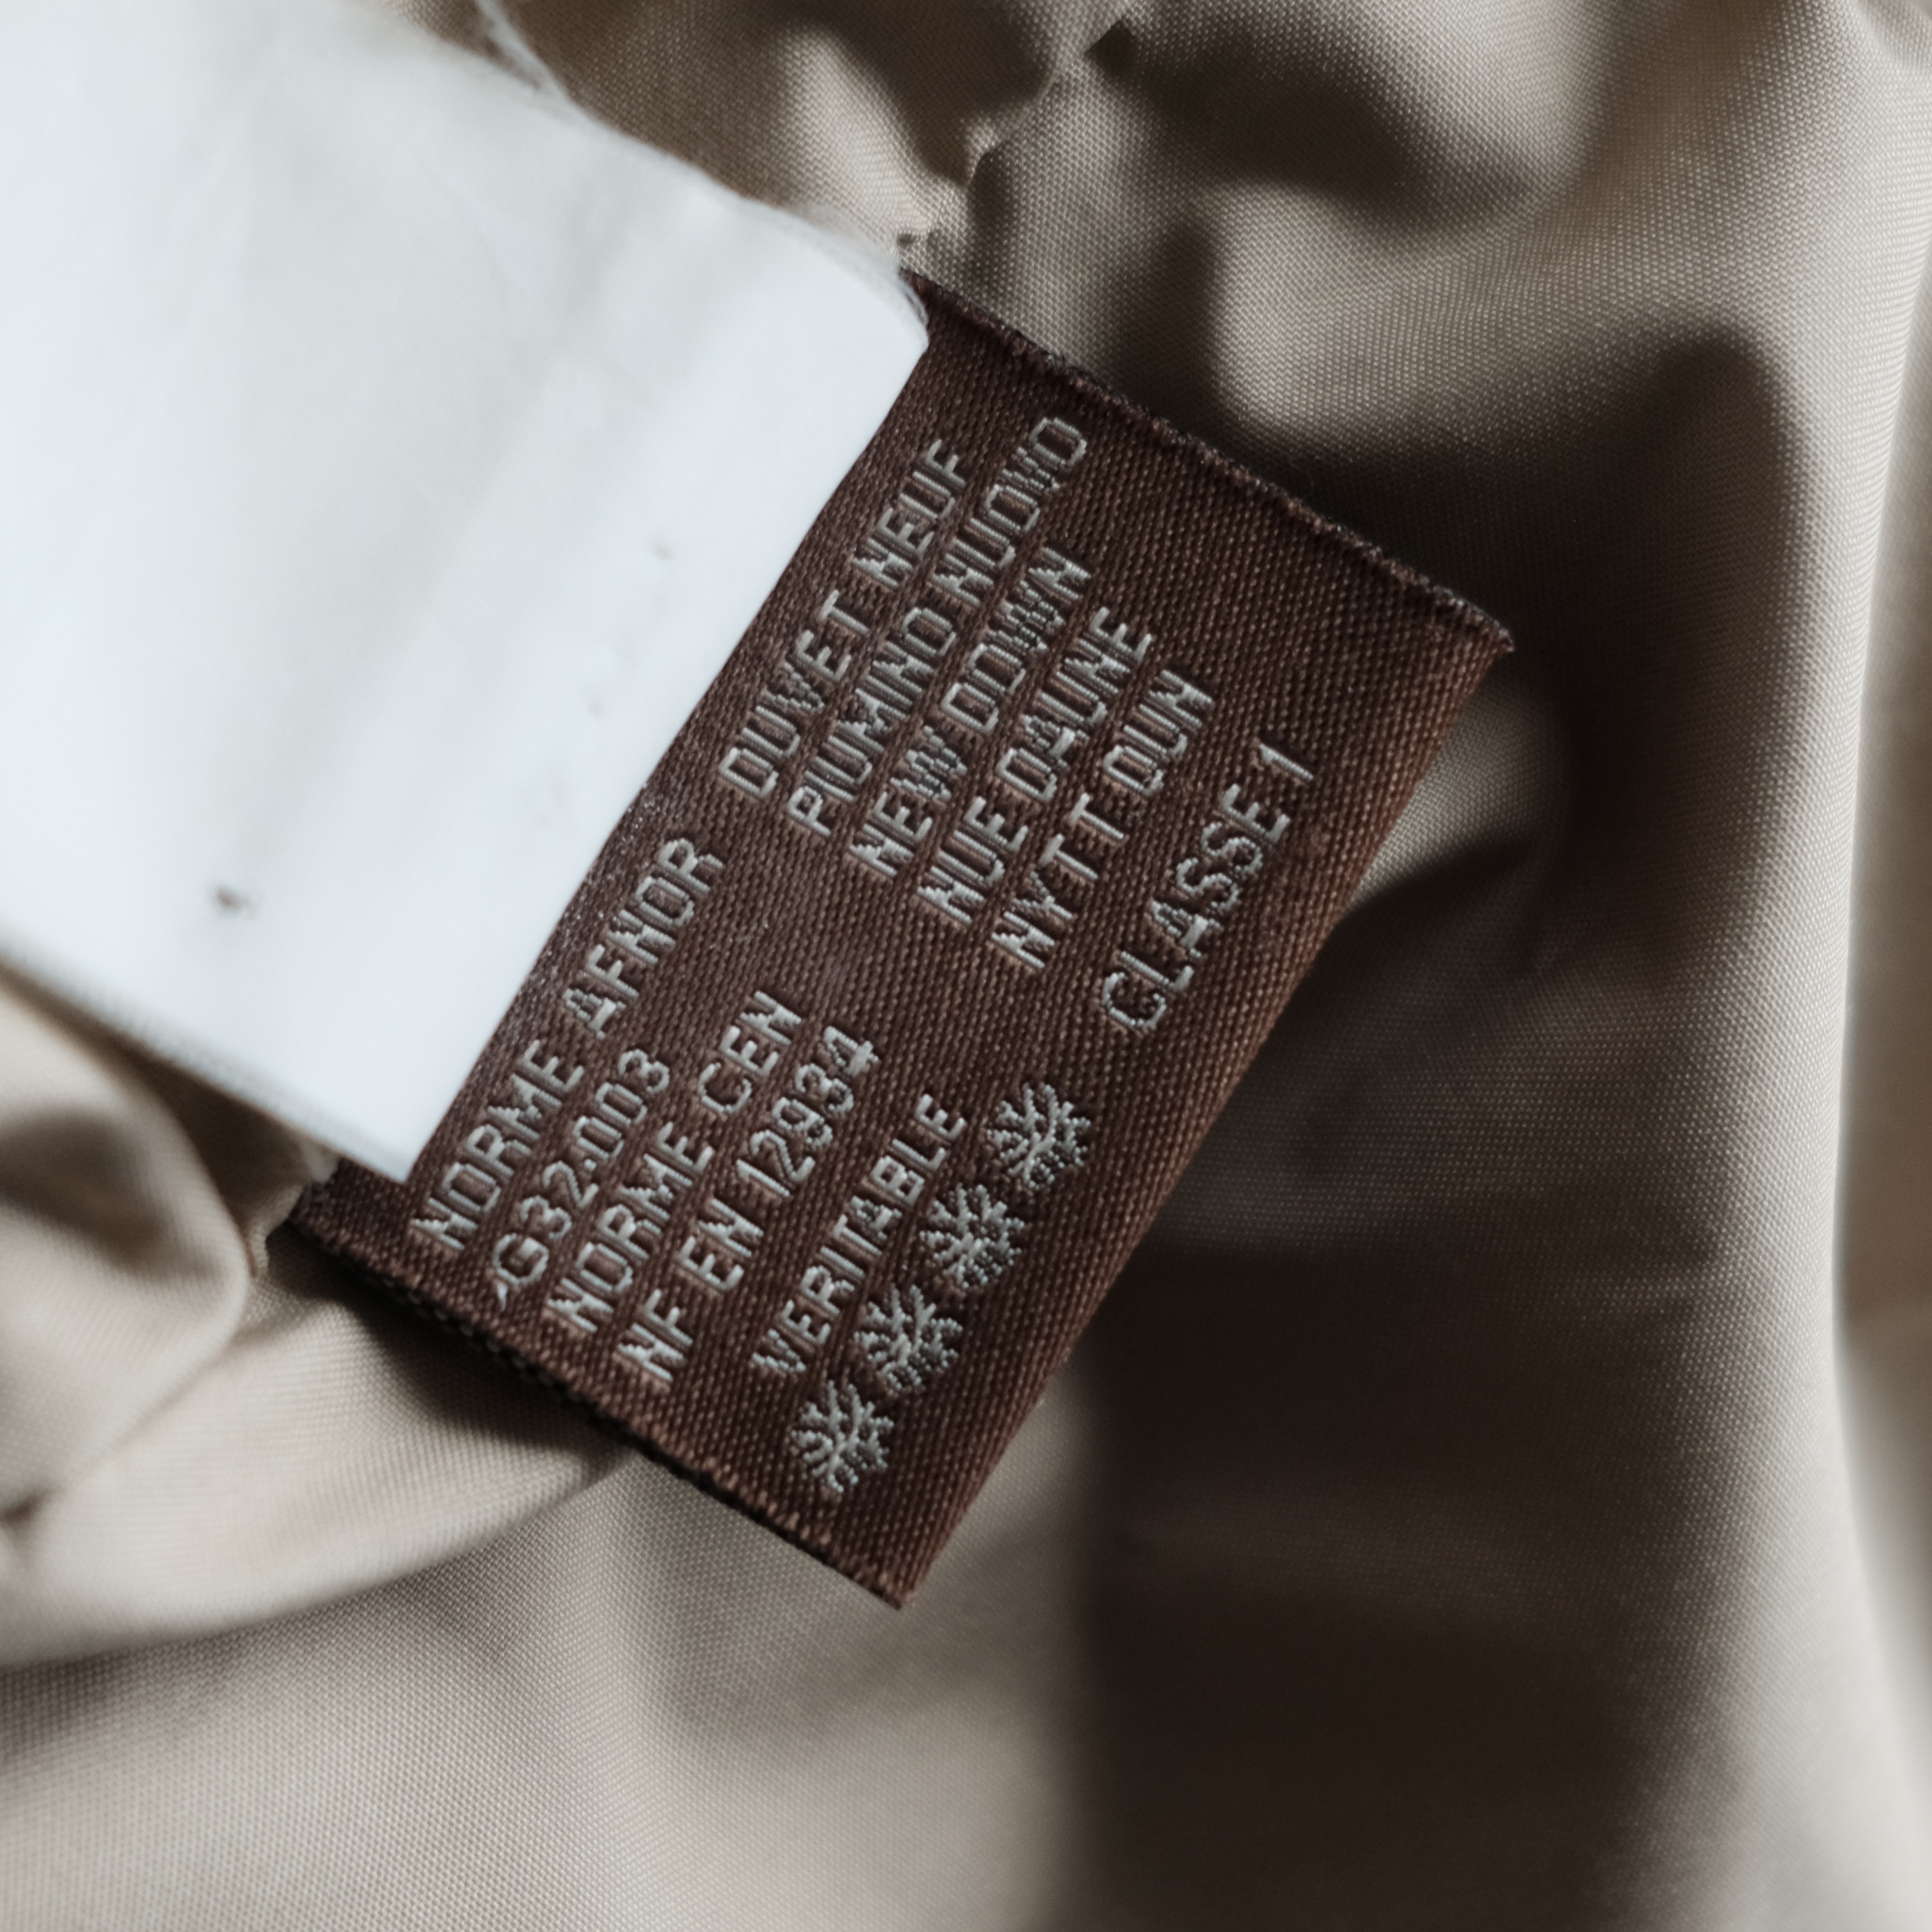 NORME AFNOR
G32.003
NORME CEN
NF EN 12934
VERITABLE
DUVET NEUF
PIUMINO NUOVO
NEW DOWN
NUE DAUNE
NYTT DUN
CLASSE 1